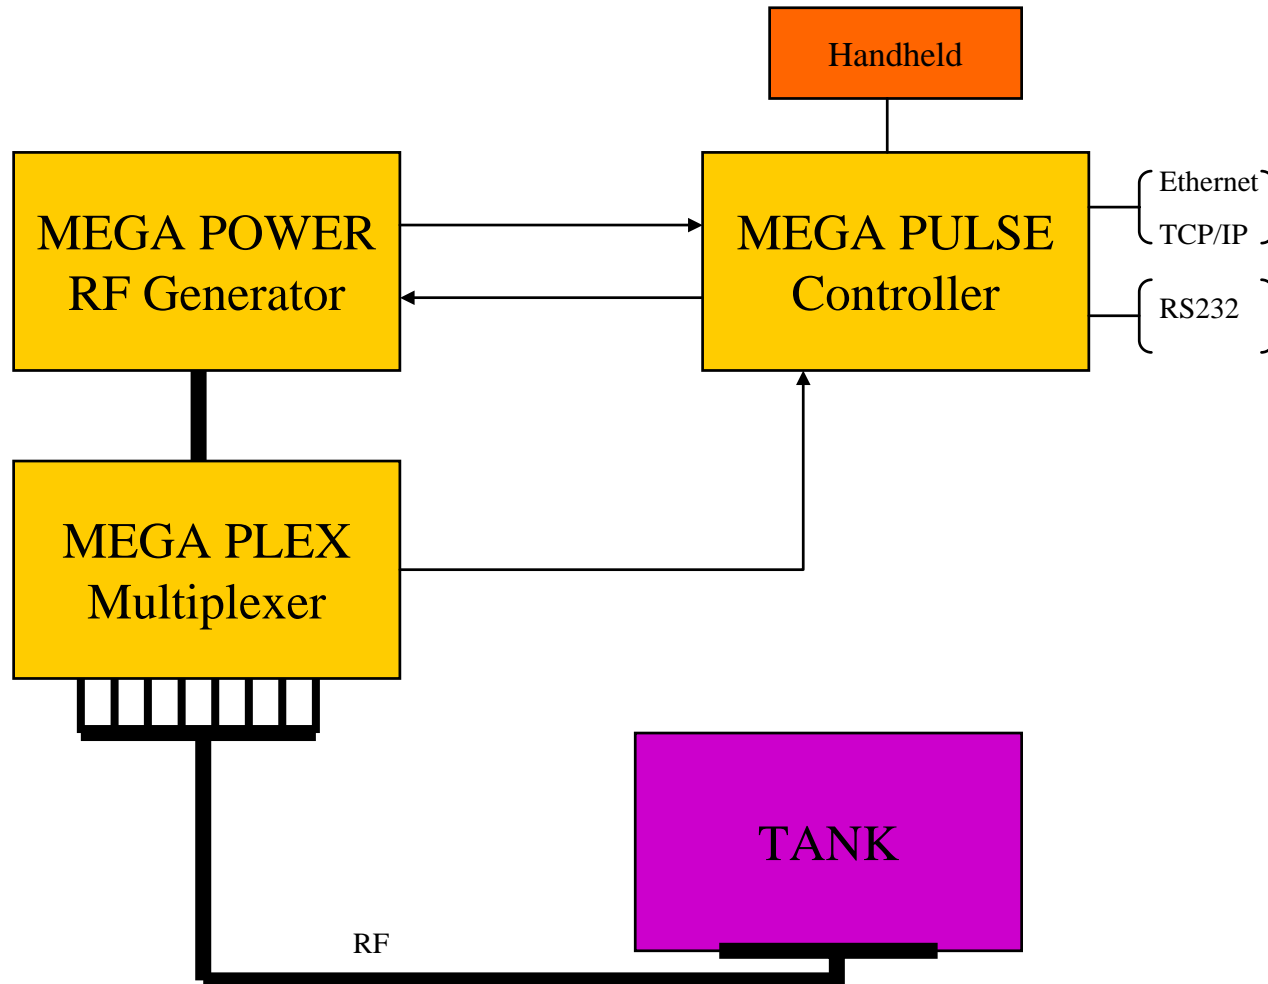 Handheld
MEGA POWER
RF Generator
MEGA PULSE
Controller
Ethernet
TCP/IP
RS232
MEGA PLEX
Multiplexer
TANK
RF